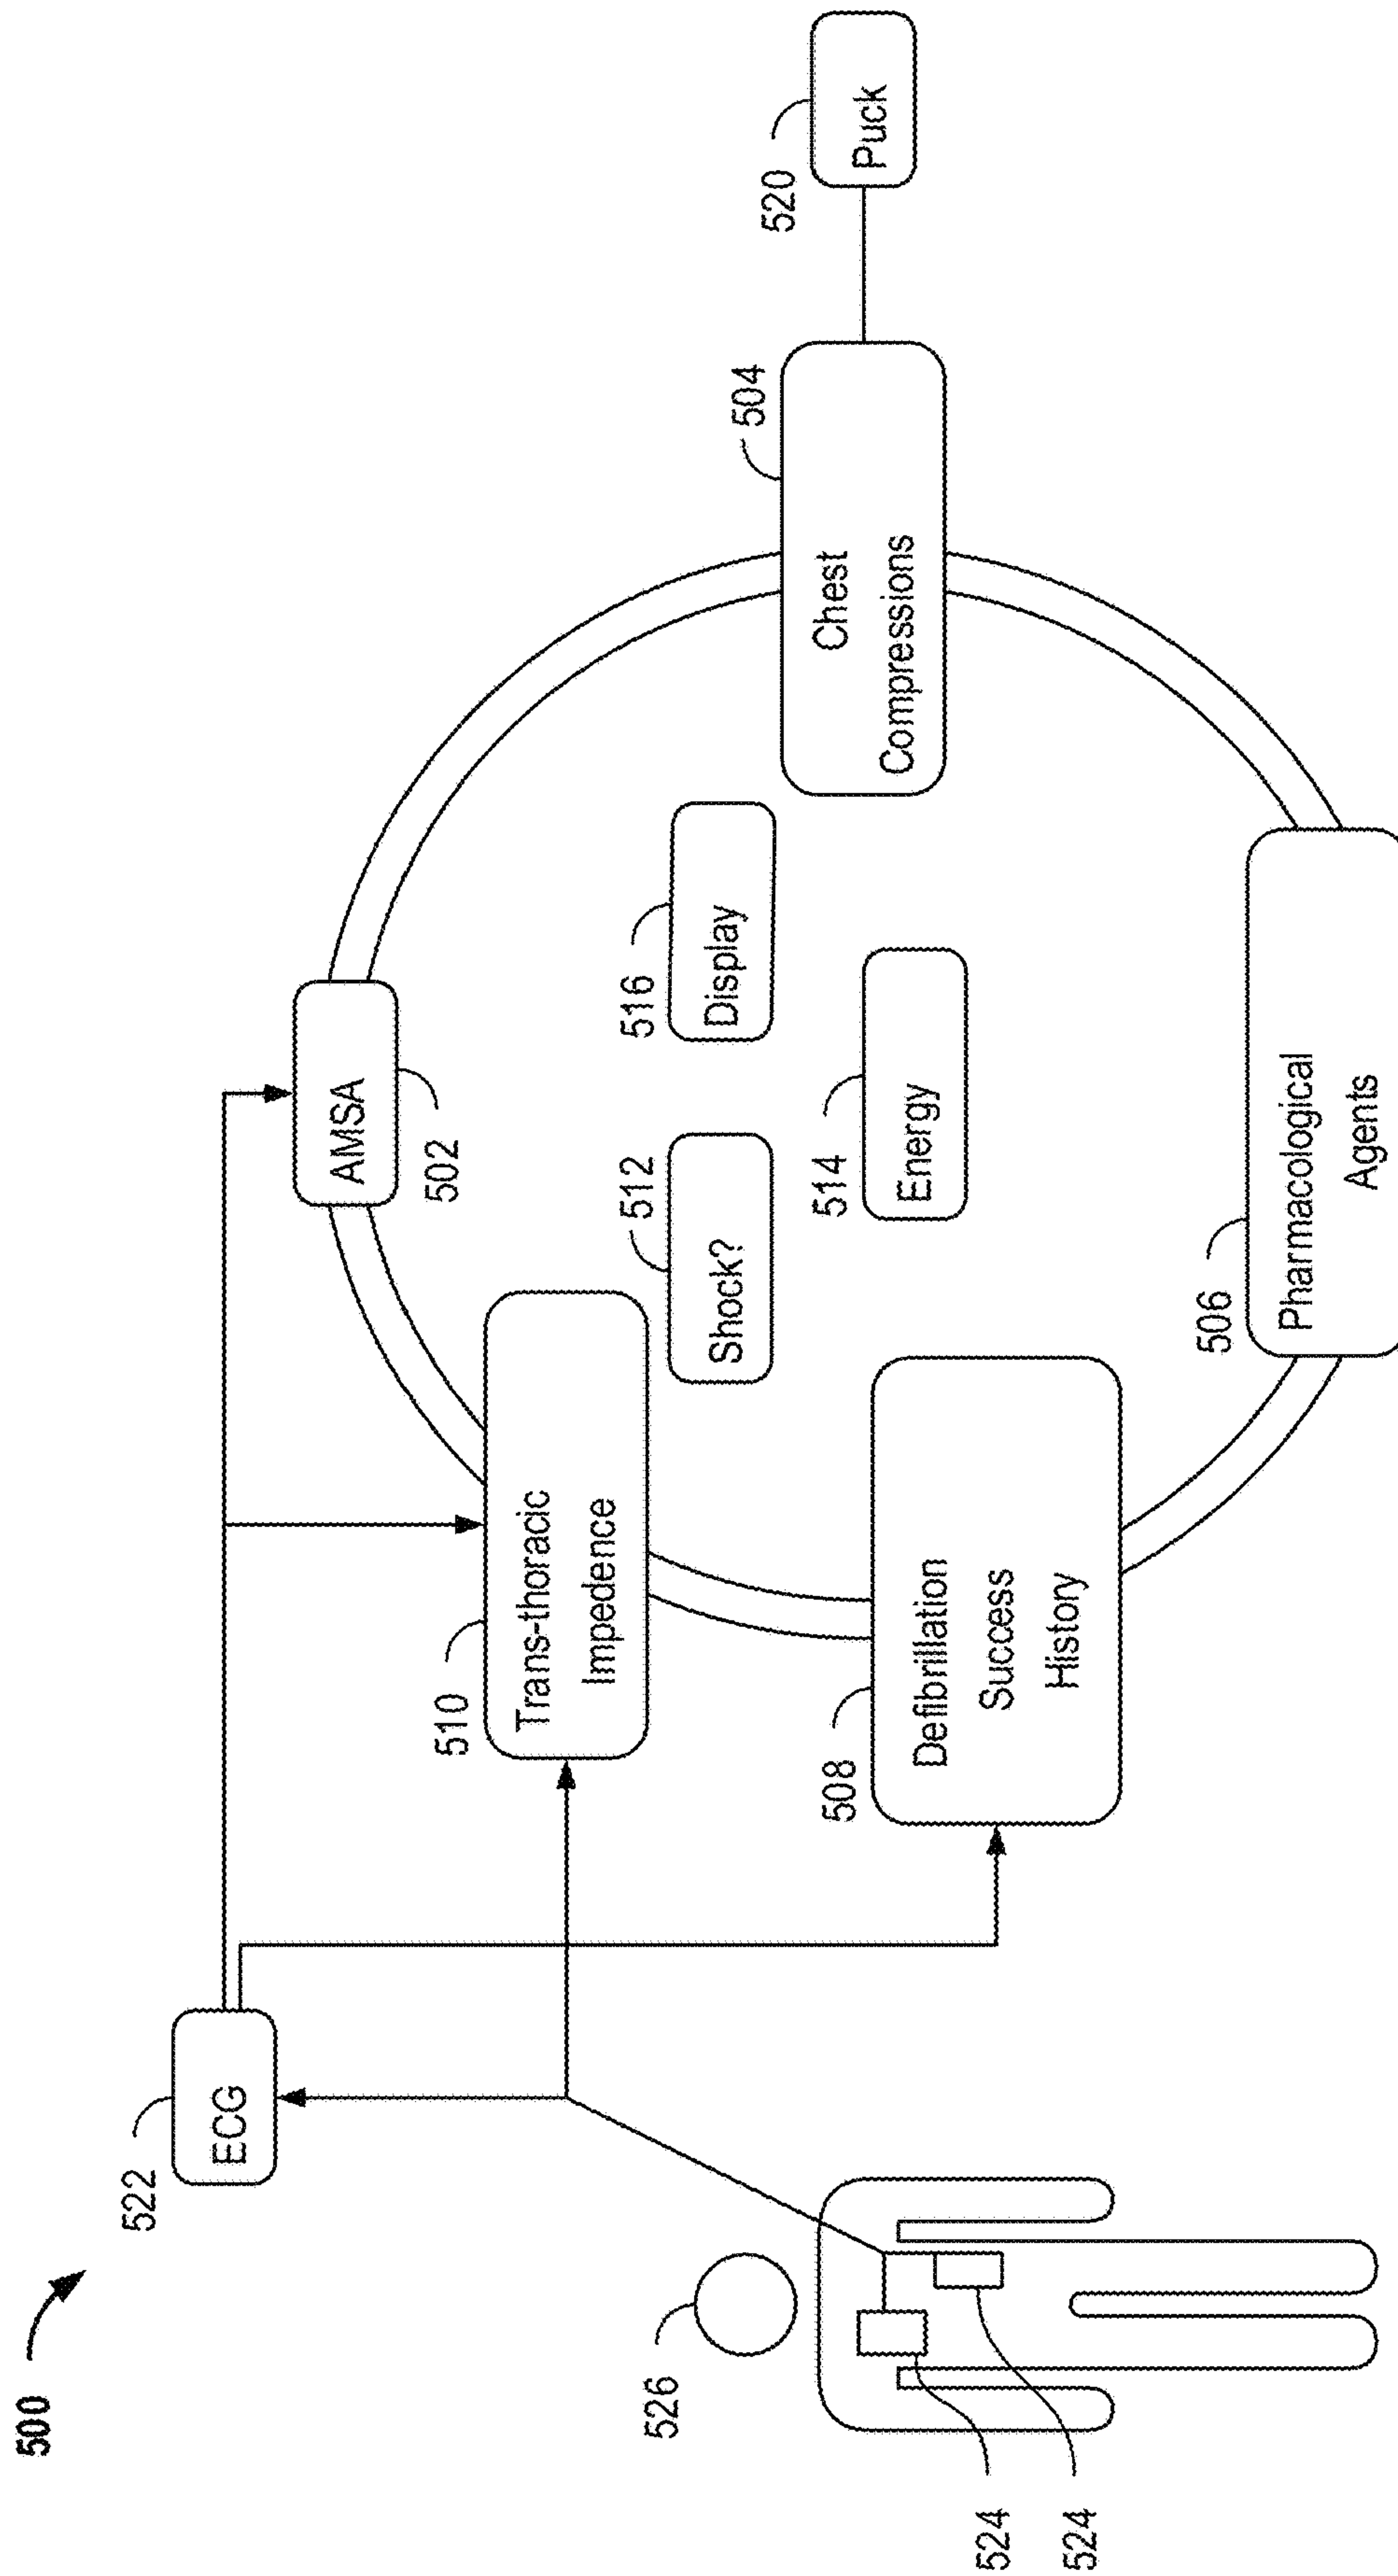 500
522
ECG
502
AMSA
510
Trans-thoracic
Impedence
512
Shock?
516
Display
504
Chest
Compressions
520
Puck
526
508
Defibrillation
Success
History
514
Energy
506
Pharmacological
Agents
524
524